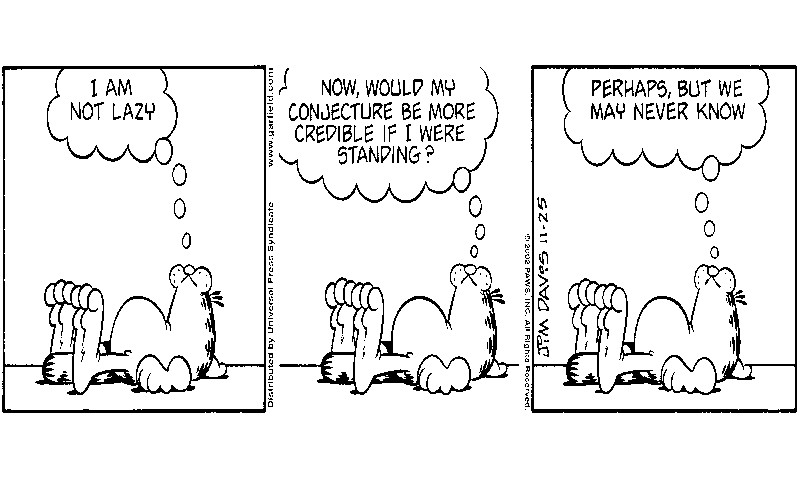 I AM
NOT LAZY
www.garfield.com
Distributed by Universal Press Syndicate
NOW, WOULD MY
CONJECTURE BE MORE
CREDIBLE IF I WERE
STANDING?
PERHAPS, BUT WE
MAY NEVER KNOW
© 2002 PAWS, INC. All Rights Reserved.
JIM DAVIS 11-25